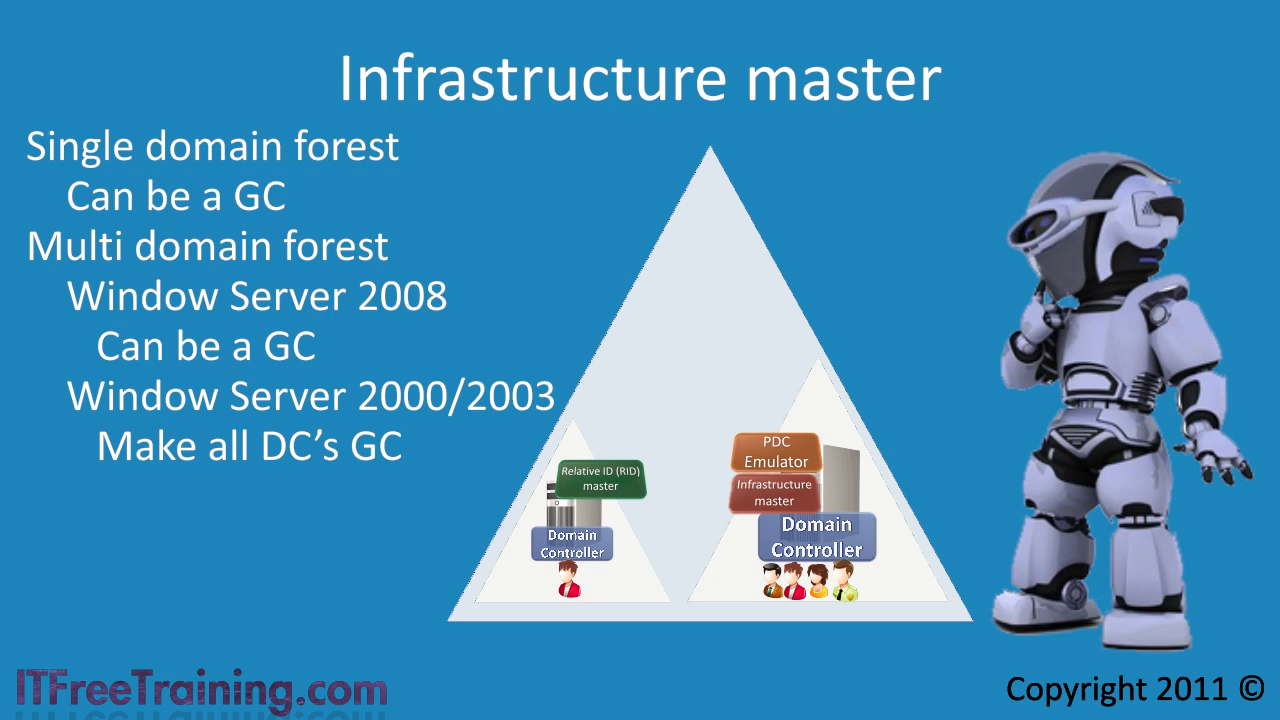 Infrastructure master
Single domain forest
Can be a GC
Multi domain forest
Window Server 2008
Can be a GC
Window Server 2000/2003
Make all DC’s GC
Relative ID (RID)
master
Domain
Controller
PDC
Emulator
Infrastructure
master
Domain
Controller
ITFreeTraining.com
Copyright 2011 ©